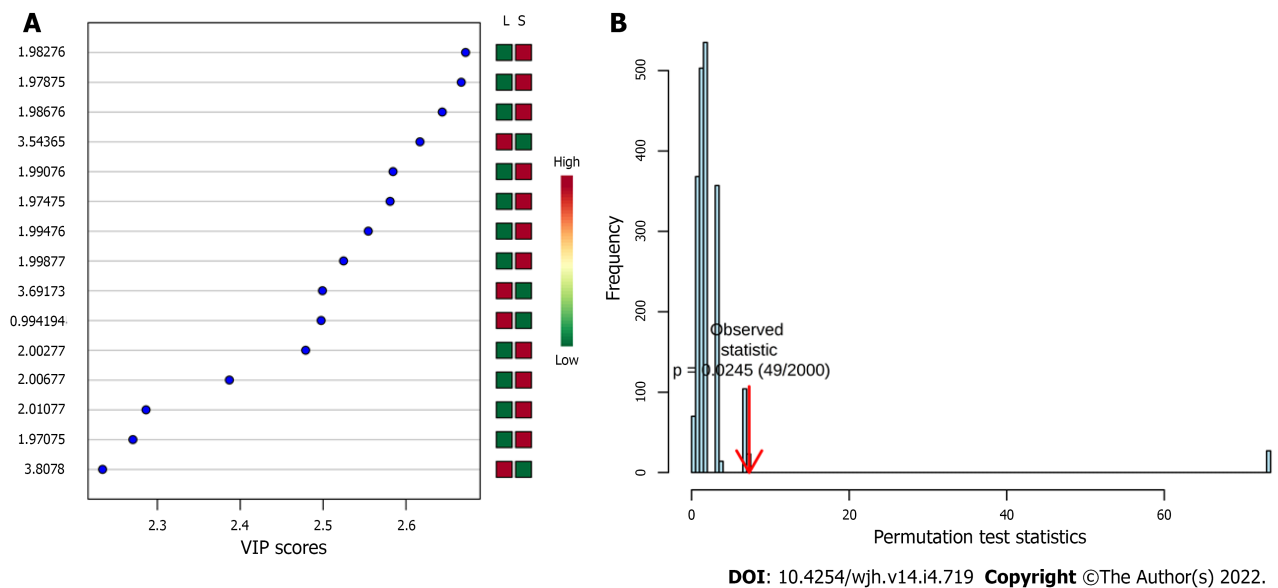 A
L S
1.98276
1.97875
1.98676
3.54365
1.99076
1.97475
1.99476
1.99877
3.69173
0.994194
2.00277
2.00677
2.01077
1.97075
3.8078
2.3 2.4 2.5 2.6
VIP scores
High
Low
B
Frequency
500
400
300
200
100
0
Observed
statistic
p = 0.0245 (49/2000)
0 20 40 60
Permutation test statistics
DOI: 10.4254/wjh.v14.i4.719 Copyright ©The Author(s) 2022.